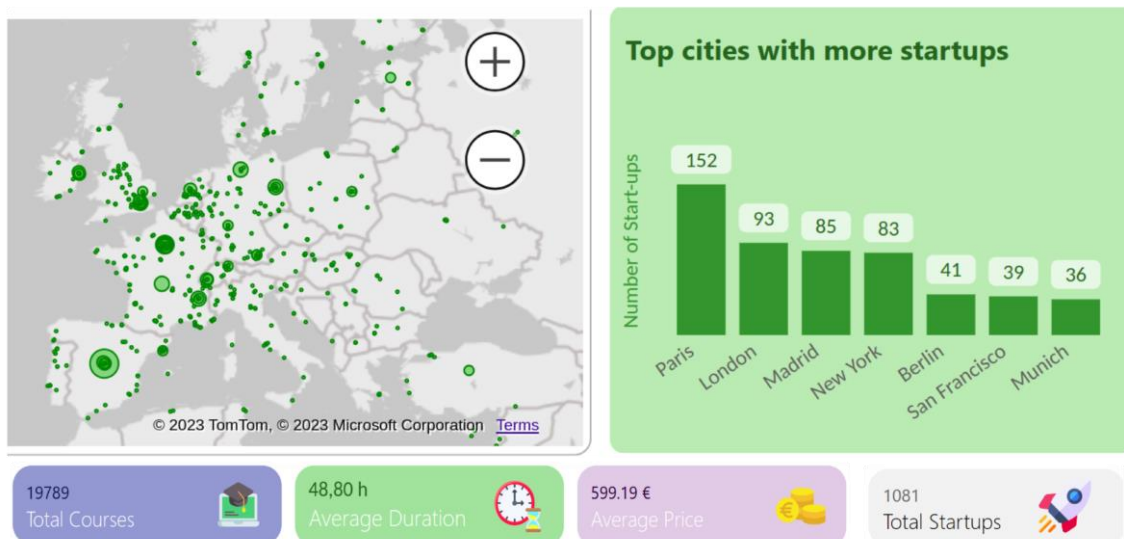 Top cities with more startups
Number of Start-ups
152
93
85
83
41
39
36
Paris
London
Madrid
New York
Berlin
San Francisco
Munich
© 2023 TomTom, © 2023 Microsoft Corporation Terms
19789
Total Courses
48,80 h
Average Duration
599.19 €
Average Price
1081
Total Startups